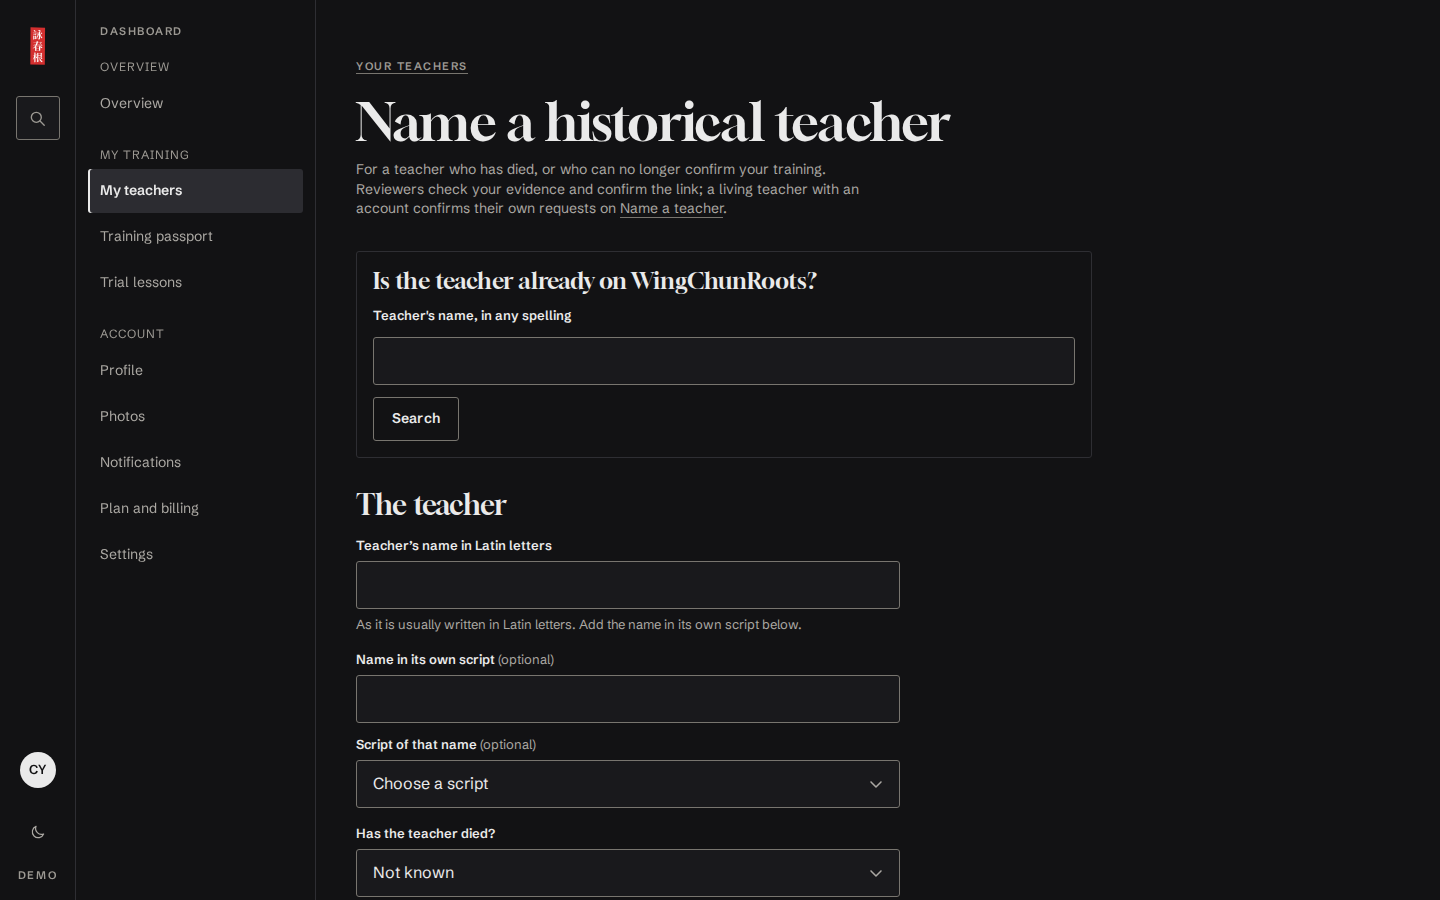 詠春根
DASHBOARD
OVERVIEW
Overview
MY TRAINING
My teachers
Training passport
Trial lessons
ACCOUNT
Profile
Photos
Notifications
Plan and billing
Settings
CY
DEMO
YOUR TEACHERS
Name a historical teacher
For a teacher who has died, or who can no longer confirm your training.
Reviewers check your evidence and confirm the link; a living teacher with an
account confirms their own requests on Name a teacher.
Is the teacher already on WingChunRoots?
Teacher's name, in any spelling
Search
The teacher
Teacher’s name in Latin letters
As it is usually written in Latin letters. Add the name in its own script below.
Name in its own script (optional)
Script of that name (optional)
Choose a script
Has the teacher died?
Not known